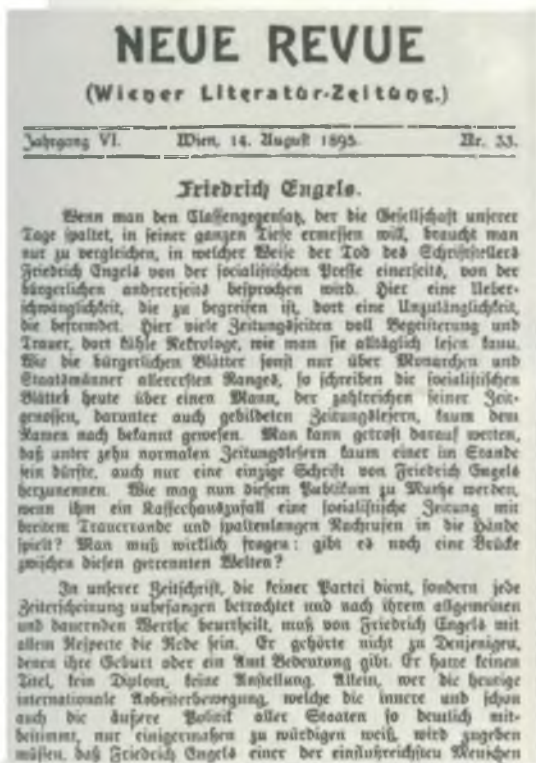 NEUE REVUE
(Wiener Literatur-Zeitung.)
Jahrgang VI. Wien, 14. August 1895. Nr. 33.
Friedrich Engels.
Wenn man den Classengegensatz, der die Gesellschaft unserer
Tage spaltet, in seiner ganzen Tiefe ermessen will, braucht man
nur zu vergleichen, in welcher Weise der Tod des Schriftstellers
Friedrich Engels von der socialistischen Presse einerseits, von der
bürgerlichen andererseits besprochen wird. Hier eine Ueber-
schwänglichkeit, die zu begreifen ist, dort eine Unzulänglichkeit,
die befremdet. Hier viele Zeitungsseiten voll Begeisterung und
Trauer, dort kühle Nekrologe, wie man sie alltäglich lesen kann.
Wie die bürgerlichen Blätter sonst nur über Monarchen und
Staatsmänner allerersten Ranges, so schreiben die socialistischen
Blätter heute über einen Mann, der zahlreichen seiner Zeit-
genossen, darunter auch gebildeten Zeitungslesern, kaum dem
Namen nach bekannt gewesen. Man kann getrost darauf wetten,
daß unter zehn normalen Zeitungslesern kaum einer im Stande
sein dürfte, auch nur eine einzige Schrift von Friedrich Engels
herzunennen. Wie mag nun diesem Publikum zu Muthe werden,
wenn ihm ein Kaffeehauszufall eine socialistische Zeitung mit
breitem Trauerrande und spaltenlangen Nachrufen in die Hände
spielt? Man muß wirklich fragen: gibt es noch eine Brücke
zwischen diesen getrennten Welten?
In unserer Zeitschrift, die keiner Partei dient, sondern jede
Zeiterscheinung unbefangen betrachtet und nach ihrem allgemeinen
und dauernden Werthe beurtheilt, muß von Friedrich Engels mit
allem Respecte die Rede sein. Er gehörte nicht zu Denjenigen,
denen ihre Geburt oder ein Amt Bedeutung gibt. Er hatte keinen
Titel, kein Diplom, keine Anstellung. Allein, wer die heutige
internationale Arbeiterbewegung, welche die innere und schon
auch die äußere Politik aller Staaten so deutlich mit-
bestimmt, nur einigermaßen zu würdigen weiß, wird zugeben
müssen, daß Friedrich Engels einer der einflußreichsten Menschen